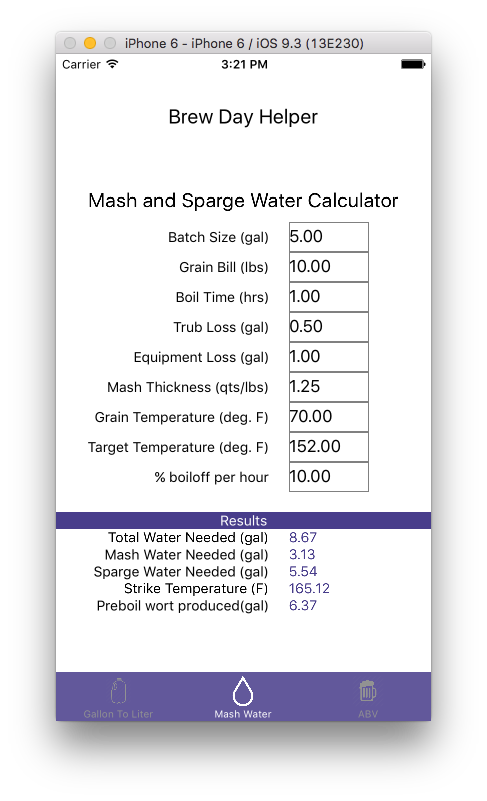 iPhone 6 - iPhone 6 / iOS 9.3 (13E230)
Carrier 3:21 PM
Brew Day Helper
Mash and Sparge Water Calculator
Batch Size (gal) 5.00
Grain Bill (lbs) 10.00
Boil Time (hrs) 1.00
Trub Loss (gal) 0.50
Equipment Loss (gal) 1.00
Mash Thickness (qts/lbs) 1.25
Grain Temperature (deg. F) 70.00
Target Temperature (deg. F) 152.00
% boiloff per hour 10.00
Results
Total Water Needed (gal) 8.67
Mash Water Needed (gal) 3.13
Sparge Water Needed (gal) 5.54
Strike Temperature (F) 165.12
Preboil wort produced(gal) 6.37
Gallon To Liter Mash Water ABV